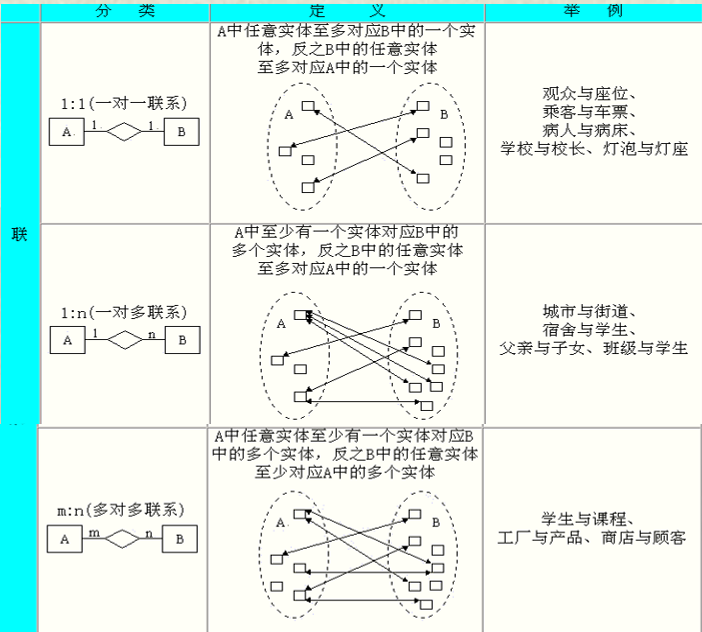 分 类
定 义
举 例
联
1:1(一对一联系)
A
1
1
B
A中任意实体至多对应B中的一个实
体，反之B中的任意实体
至多对应A中的一个实体
A
B
观众与座位、
乘客与车票、
病人与病床、
学校与校长、灯泡与灯座
1:n(一对多联系)
A
1
n
B
A中至少有一个实体对应B中的
多个实体，反之B中的任意实体
至多对应A中的一个实体
A
B
城市与街道、
宿舍与学生、
父亲与子女、班级与学生
m:n(多对多联系)
A
m
n
B
A中任意实体至少有一个实体对应B
中的多个实体，反之B中的任意实体
至少对应A中的多个实体
A
B
学生与课程、
工厂与产品、商店与顾客